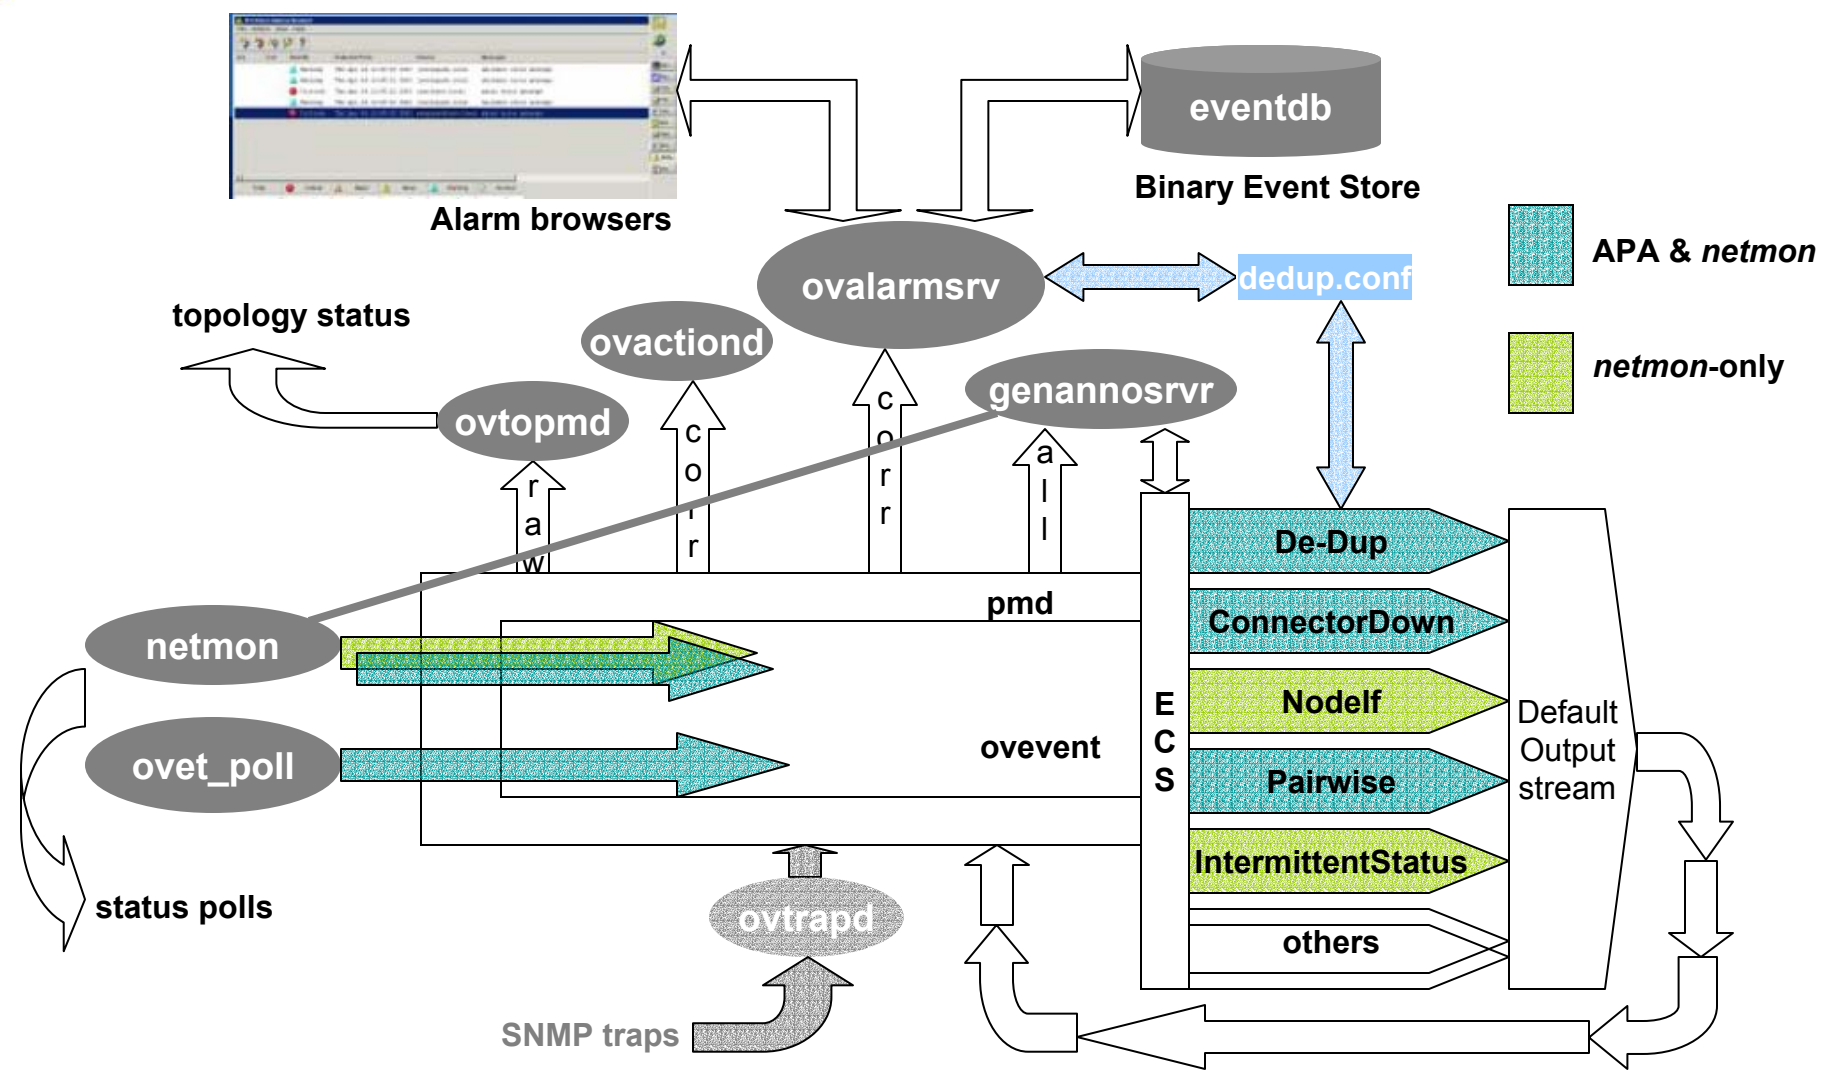 eventdb
Binary Event Store
Alarm browsers
APA & netmon
ovalarmsrv
dedup.conf
topology status
ovactiond
netmon-only
genannosrvr
ovtopmd
raw
corr
corr
all
De-Dup
pmd
ConnectorDown
netmon
NodeIf
ECS
Default
Output
stream
ovevent
ovet_poll
Pairwise
IntermittentStatus
status polls
ovtrapd
others
SNMP traps